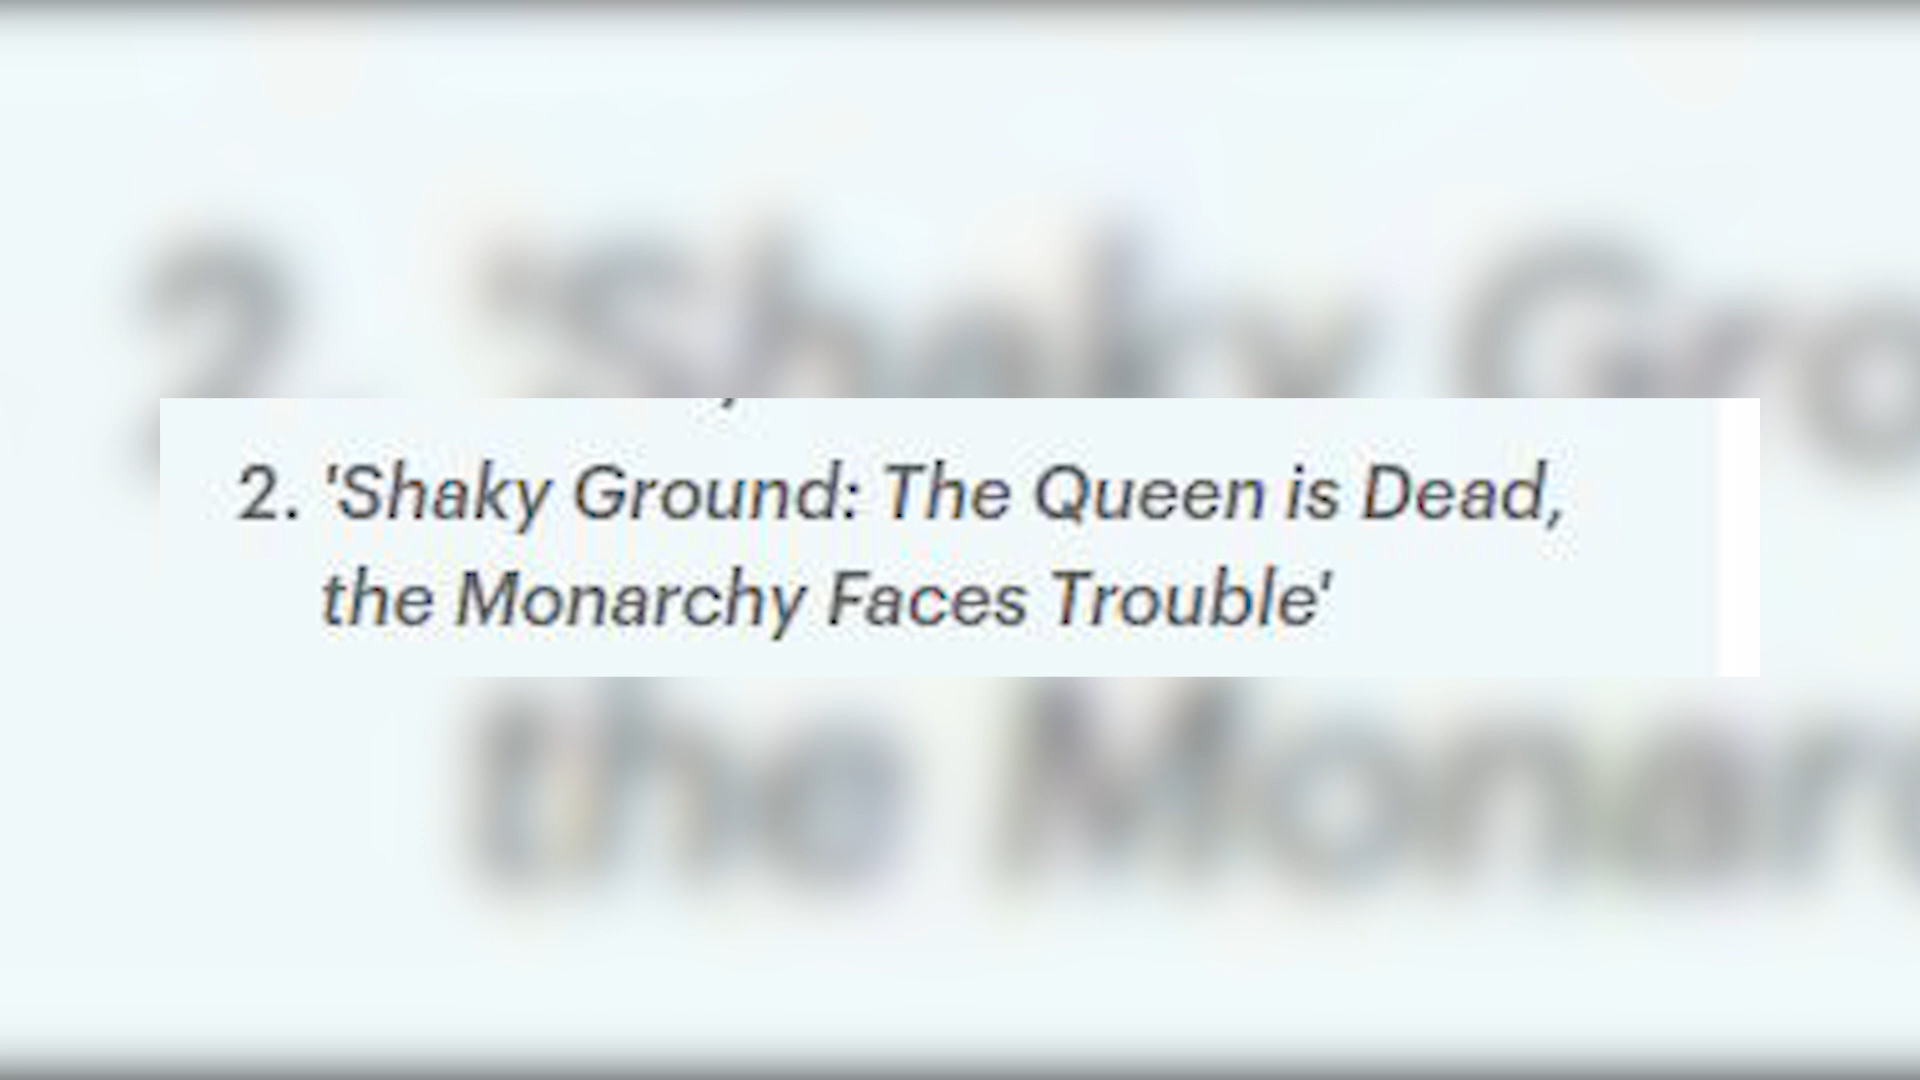 2. 'Shaky Ground: The Queen is Dead,
the Monarchy Faces Trouble'